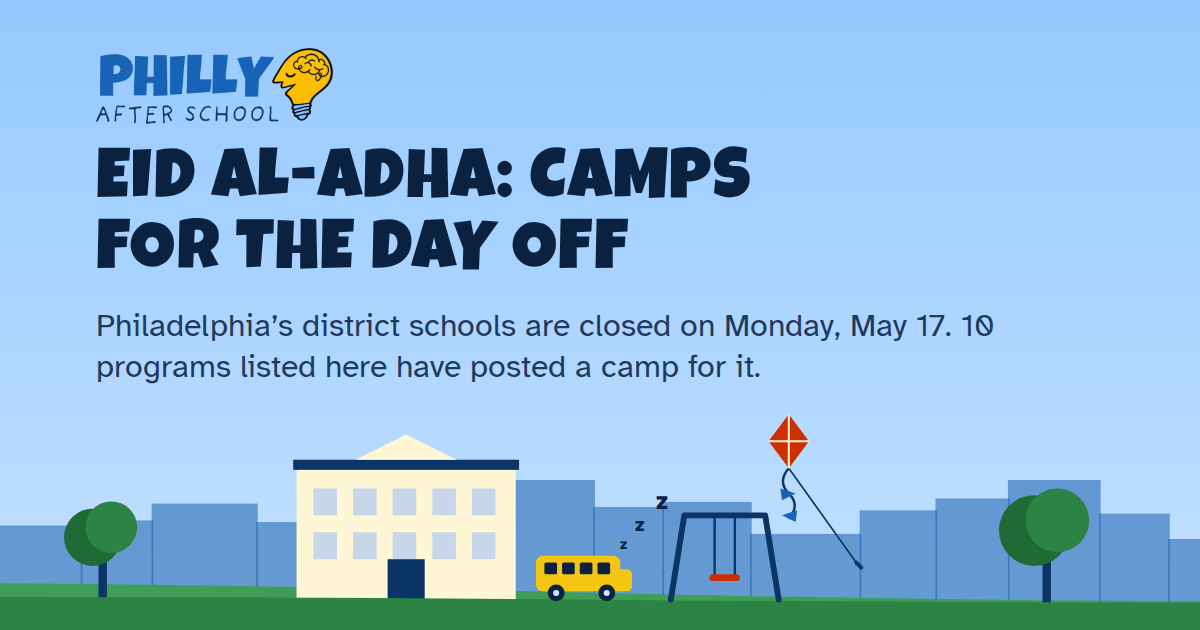 PHILLY
AFTER SCHOOL
EID AL-ADHA: CAMPS
FOR THE DAY OFF
Philadelphia’s district schools are closed on Monday, May 17. 10
programs listed here have posted a camp for it.
z
z
z